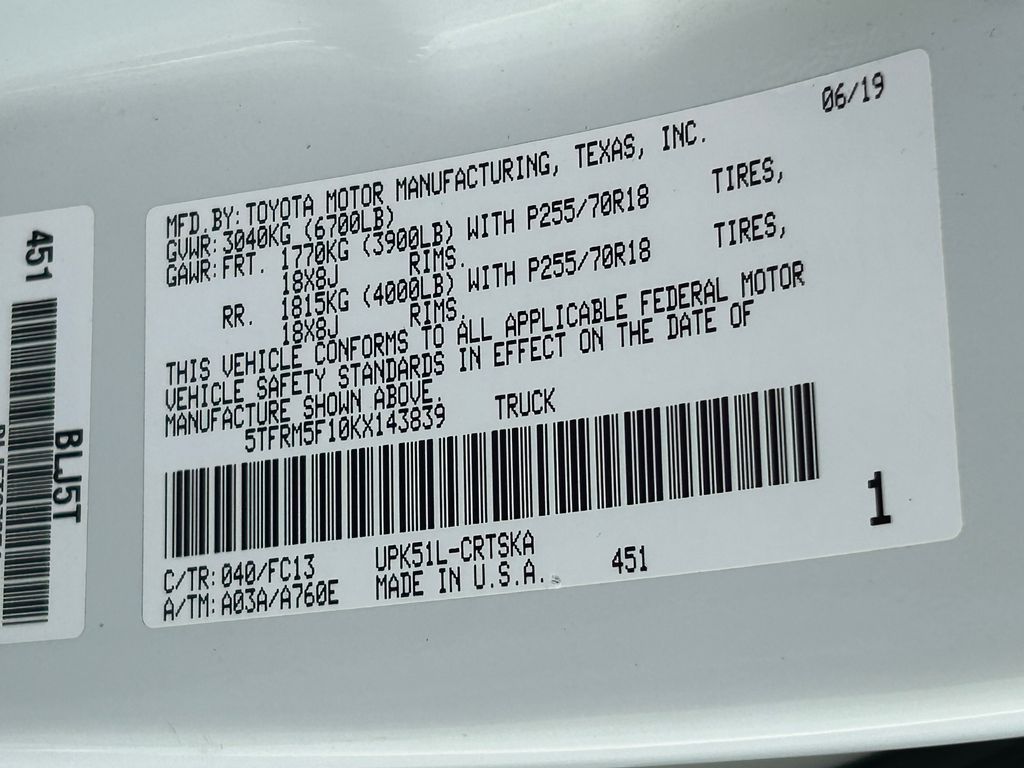 06/19
MFD.BY: TOYOTA MOTOR MANUFACTURING, TEXAS, INC.
GVWR: 3040KG (6700LB)
GAWR: FRT. 1770KG (3900LB) WITH P255/70R18 TIRES,
18X8J RIMS.
RR. 1815KG (4000LB) WITH P255/70R18 TIRES,
18X8J RIMS.
THIS VEHICLE CONFORMS TO ALL APPLICABLE FEDERAL MOTOR
VEHICLE SAFETY STANDARDS IN EFFECT ON THE DATE OF
MANUFACTURE SHOWN ABOVE.
5TFRM5F10KX143839 TRUCK
1
C/TR: 040/FC13 UPK51L-CRTSKA 451
A/TM: A03A/A760E MADE IN U.S.A.
451
BLJ5T